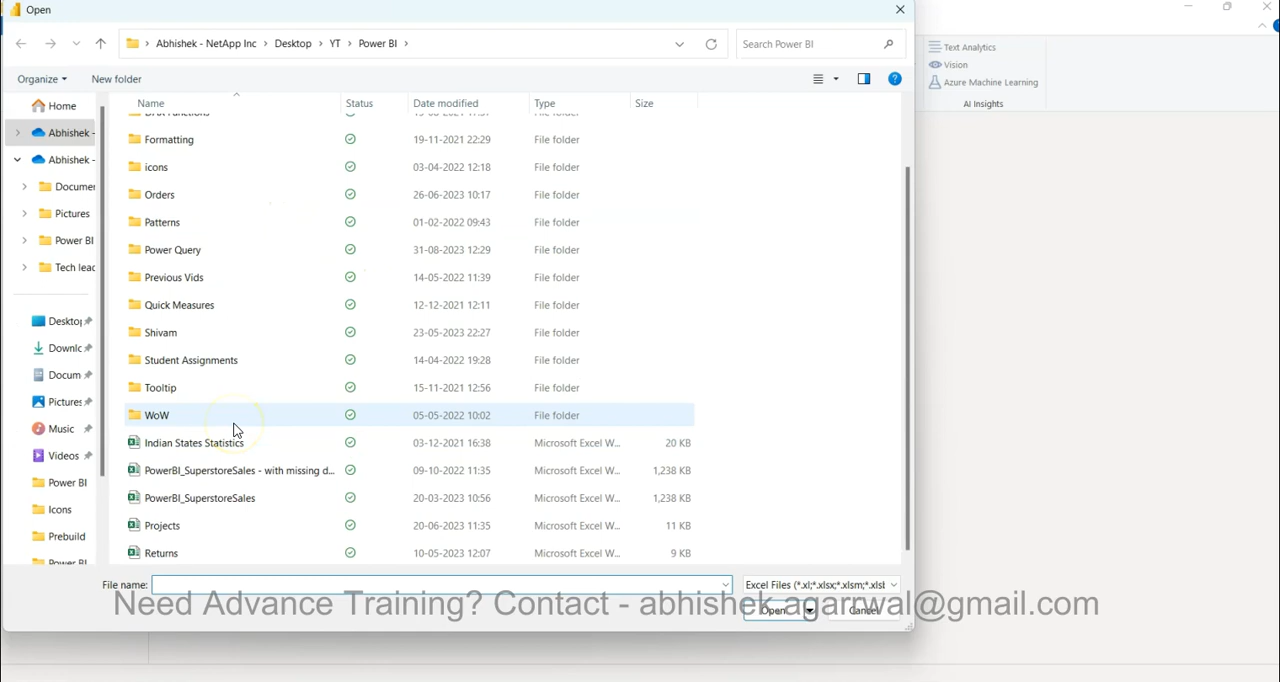 Open
Abhishek - NetApp Inc > Desktop > YT > Power BI >
Search Power BI
Organize
New folder
Text Analytics
Vision
Azure Machine Learning
AI Insights
Home
Abhishek -
Abhishek -
Documer
Pictures
Power BI
Tech leac
Desktop
Downlc
Docum
Pictures
Music
Videos
Power BI
Icons
Prebuild
Power BI
Name Status Date modified Type Size
DAX Functions
Formatting 19-11-2021 22:29 File folder
icons 03-04-2022 12:18 File folder
Orders 26-06-2023 10:17 File folder
Patterns 01-02-2022 09:43 File folder
Power Query 31-08-2023 12:29 File folder
Previous Vids 14-05-2022 11:39 File folder
Quick Measures 12-12-2021 12:11 File folder
Shivam 23-05-2023 22:27 File folder
Student Assignments 14-04-2022 19:28 File folder
Tooltip 15-11-2021 12:56 File folder
WoW 05-05-2022 10:02 File folder
Indian States Statistics 03-12-2021 16:38 Microsoft Excel W... 20 KB
PowerBI_SuperstoreSales - with missing d... 09-10-2022 11:35 Microsoft Excel W... 1,238 KB
PowerBI_SuperstoreSales 20-03-2023 10:56 Microsoft Excel W... 1,238 KB
Projects 20-06-2023 11:35 Microsoft Excel W... 11 KB
Returns 10-05-2023 12:07 Microsoft Excel W... 9 KB
File name:
Excel Files (*.xl;*.xlsx;*.xlsm;*.xlsl
Open
Cancel
Need Advance Training? Contact - abhishek.agarrwal@gmail.com